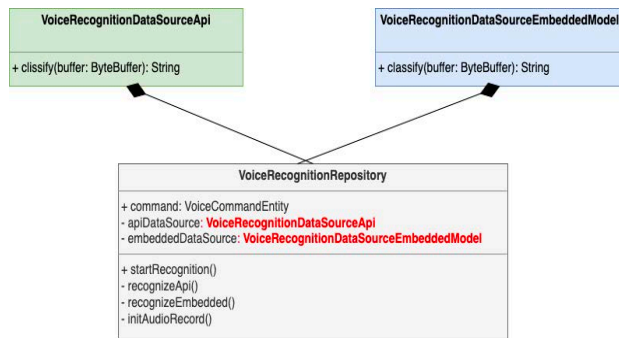 VoiceRecognitionDataSourceApi
+ clissify(buffer: ByteBuffer): String
VoiceRecognitionDataSourceEmbeddedModel
+ classify(buffer: ByteBuffer): String
VoiceRecognitionRepository
+ command: VoiceCommandEntity
- apiDataSource: VoiceRecognitionDataSourceApi
- embeddedDataSource: VoiceRecognitionDataSourceEmbeddedModel
+ startRecognition()
- recognizeApi()
- recognizeEmbedded()
- initAudioRecord()